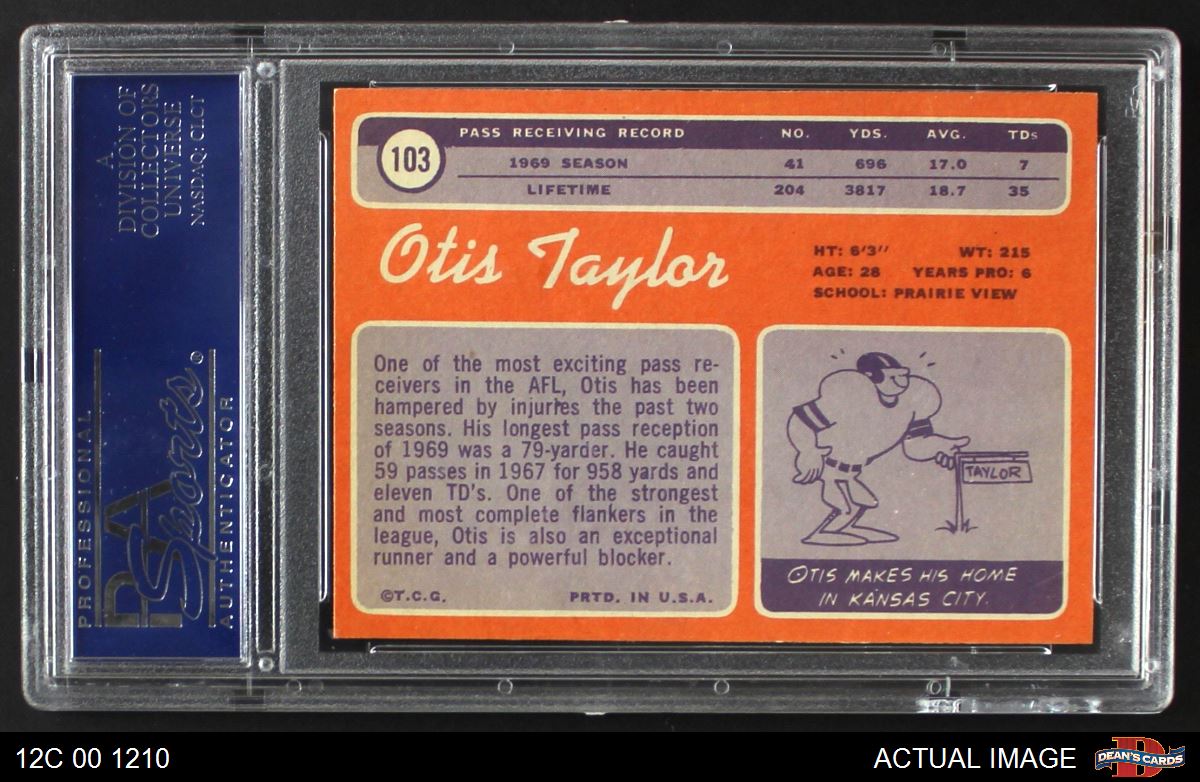 A
DIVISION OF
COLLECTORS
UNIVERSE
NASDAQ: CLCT
PROFESSIONAL
PSA
Sports®
AUTHENTICATOR
103
PASS RECEIVING RECORD NO. YDS. AVG. TDs
1969 SEASON 41 696 17.0 7
LIFETIME 204 3817 18.7 35
Otis Taylor
HT: 6'3" WT: 215
AGE: 28 YEARS PRO: 6
SCHOOL: PRAIRIE VIEW
One of the most exciting pass re-
ceivers in the AFL, Otis has been
hampered by injuries the past two
seasons. His longest pass reception
of 1969 was a 79-yarder. He caught
59 passes in 1967 for 958 yards and
eleven TD's. One of the strongest
and most complete flankers in the
league, Otis is also an exceptional
runner and a powerful blocker.
©T.C.G. PRTD. IN U.S.A.
TAYLOR
OTIS MAKES HIS HOME
IN KANSAS CITY.
12C 00 1210
ACTUAL IMAGE
D
DEAN'S CARDS